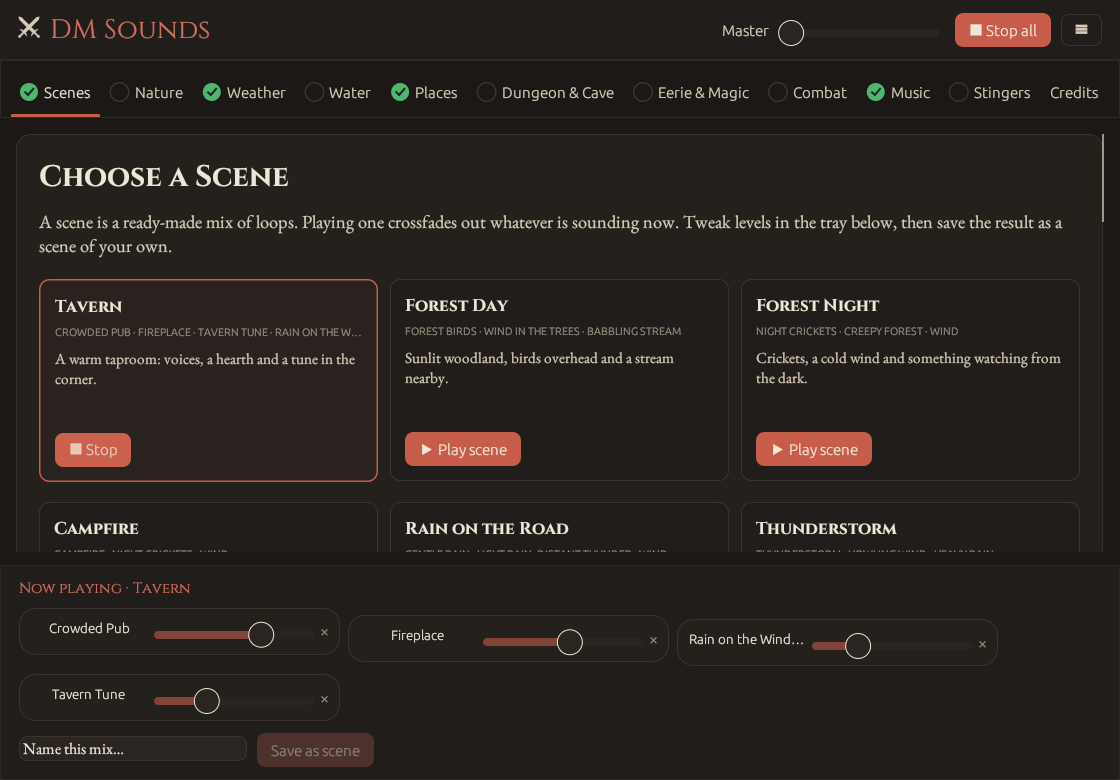 DM Sounds
Master
Stop all
Scenes
Nature
Weather
Water
Places
Dungeon & Cave
Eerie & Magic
Combat
Music
Stingers
Credits
Choose a Scene
A scene is a ready-made mix of loops. Playing one crossfades out whatever is sounding now. Tweak levels in the tray below, then save the result as a
scene of your own.
Tavern
CROWDED PUB · FIREPLACE · TAVERN TUNE · RAIN ON THE W…
A warm taproom: voices, a hearth and a tune in the
corner.
Stop
Forest Day
FOREST BIRDS · WIND IN THE TREES · BABBLING STREAM
Sunlit woodland, birds overhead and a stream
nearby.
Play scene
Forest Night
NIGHT CRICKETS · CREEPY FOREST · WIND
Crickets, a cold wind and something watching from
the dark.
Play scene
Campfire
Rain on the Road
Thunderstorm
Now playing · Tavern
Crowded Pub
×
Fireplace
×
Rain on the Wind…
×
Tavern Tune
×
Name this mix…
Save as scene